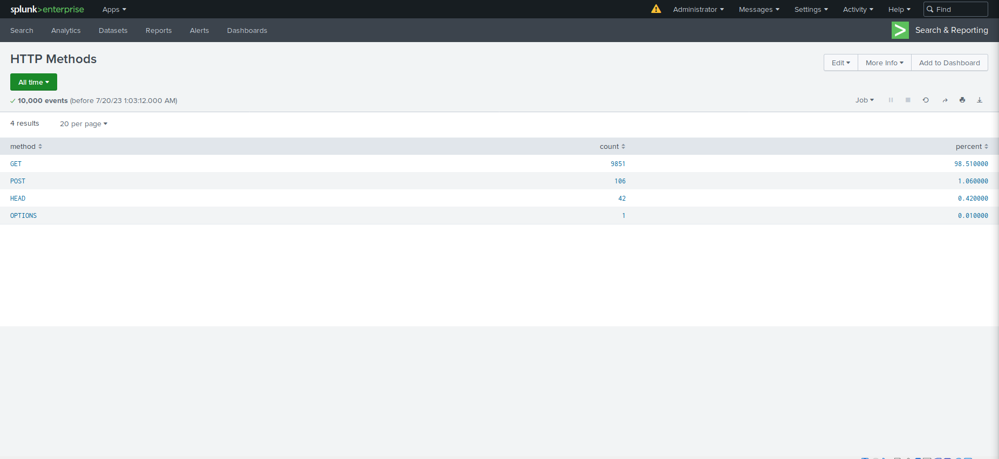 splunk>enterprise Apps Administrator Messages Settings Activity Help Find
Search Analytics Datasets Reports Alerts Dashboards Search & Reporting
HTTP Methods
Edit More Info Add to Dashboard
All time
10,000 events (before 7/20/23 1:03:12.000 AM)
Job
4 results 20 per page
method count percent
GET 9851 98.510000
POST 106 1.060000
HEAD 42 0.420000
OPTIONS 1 0.010000